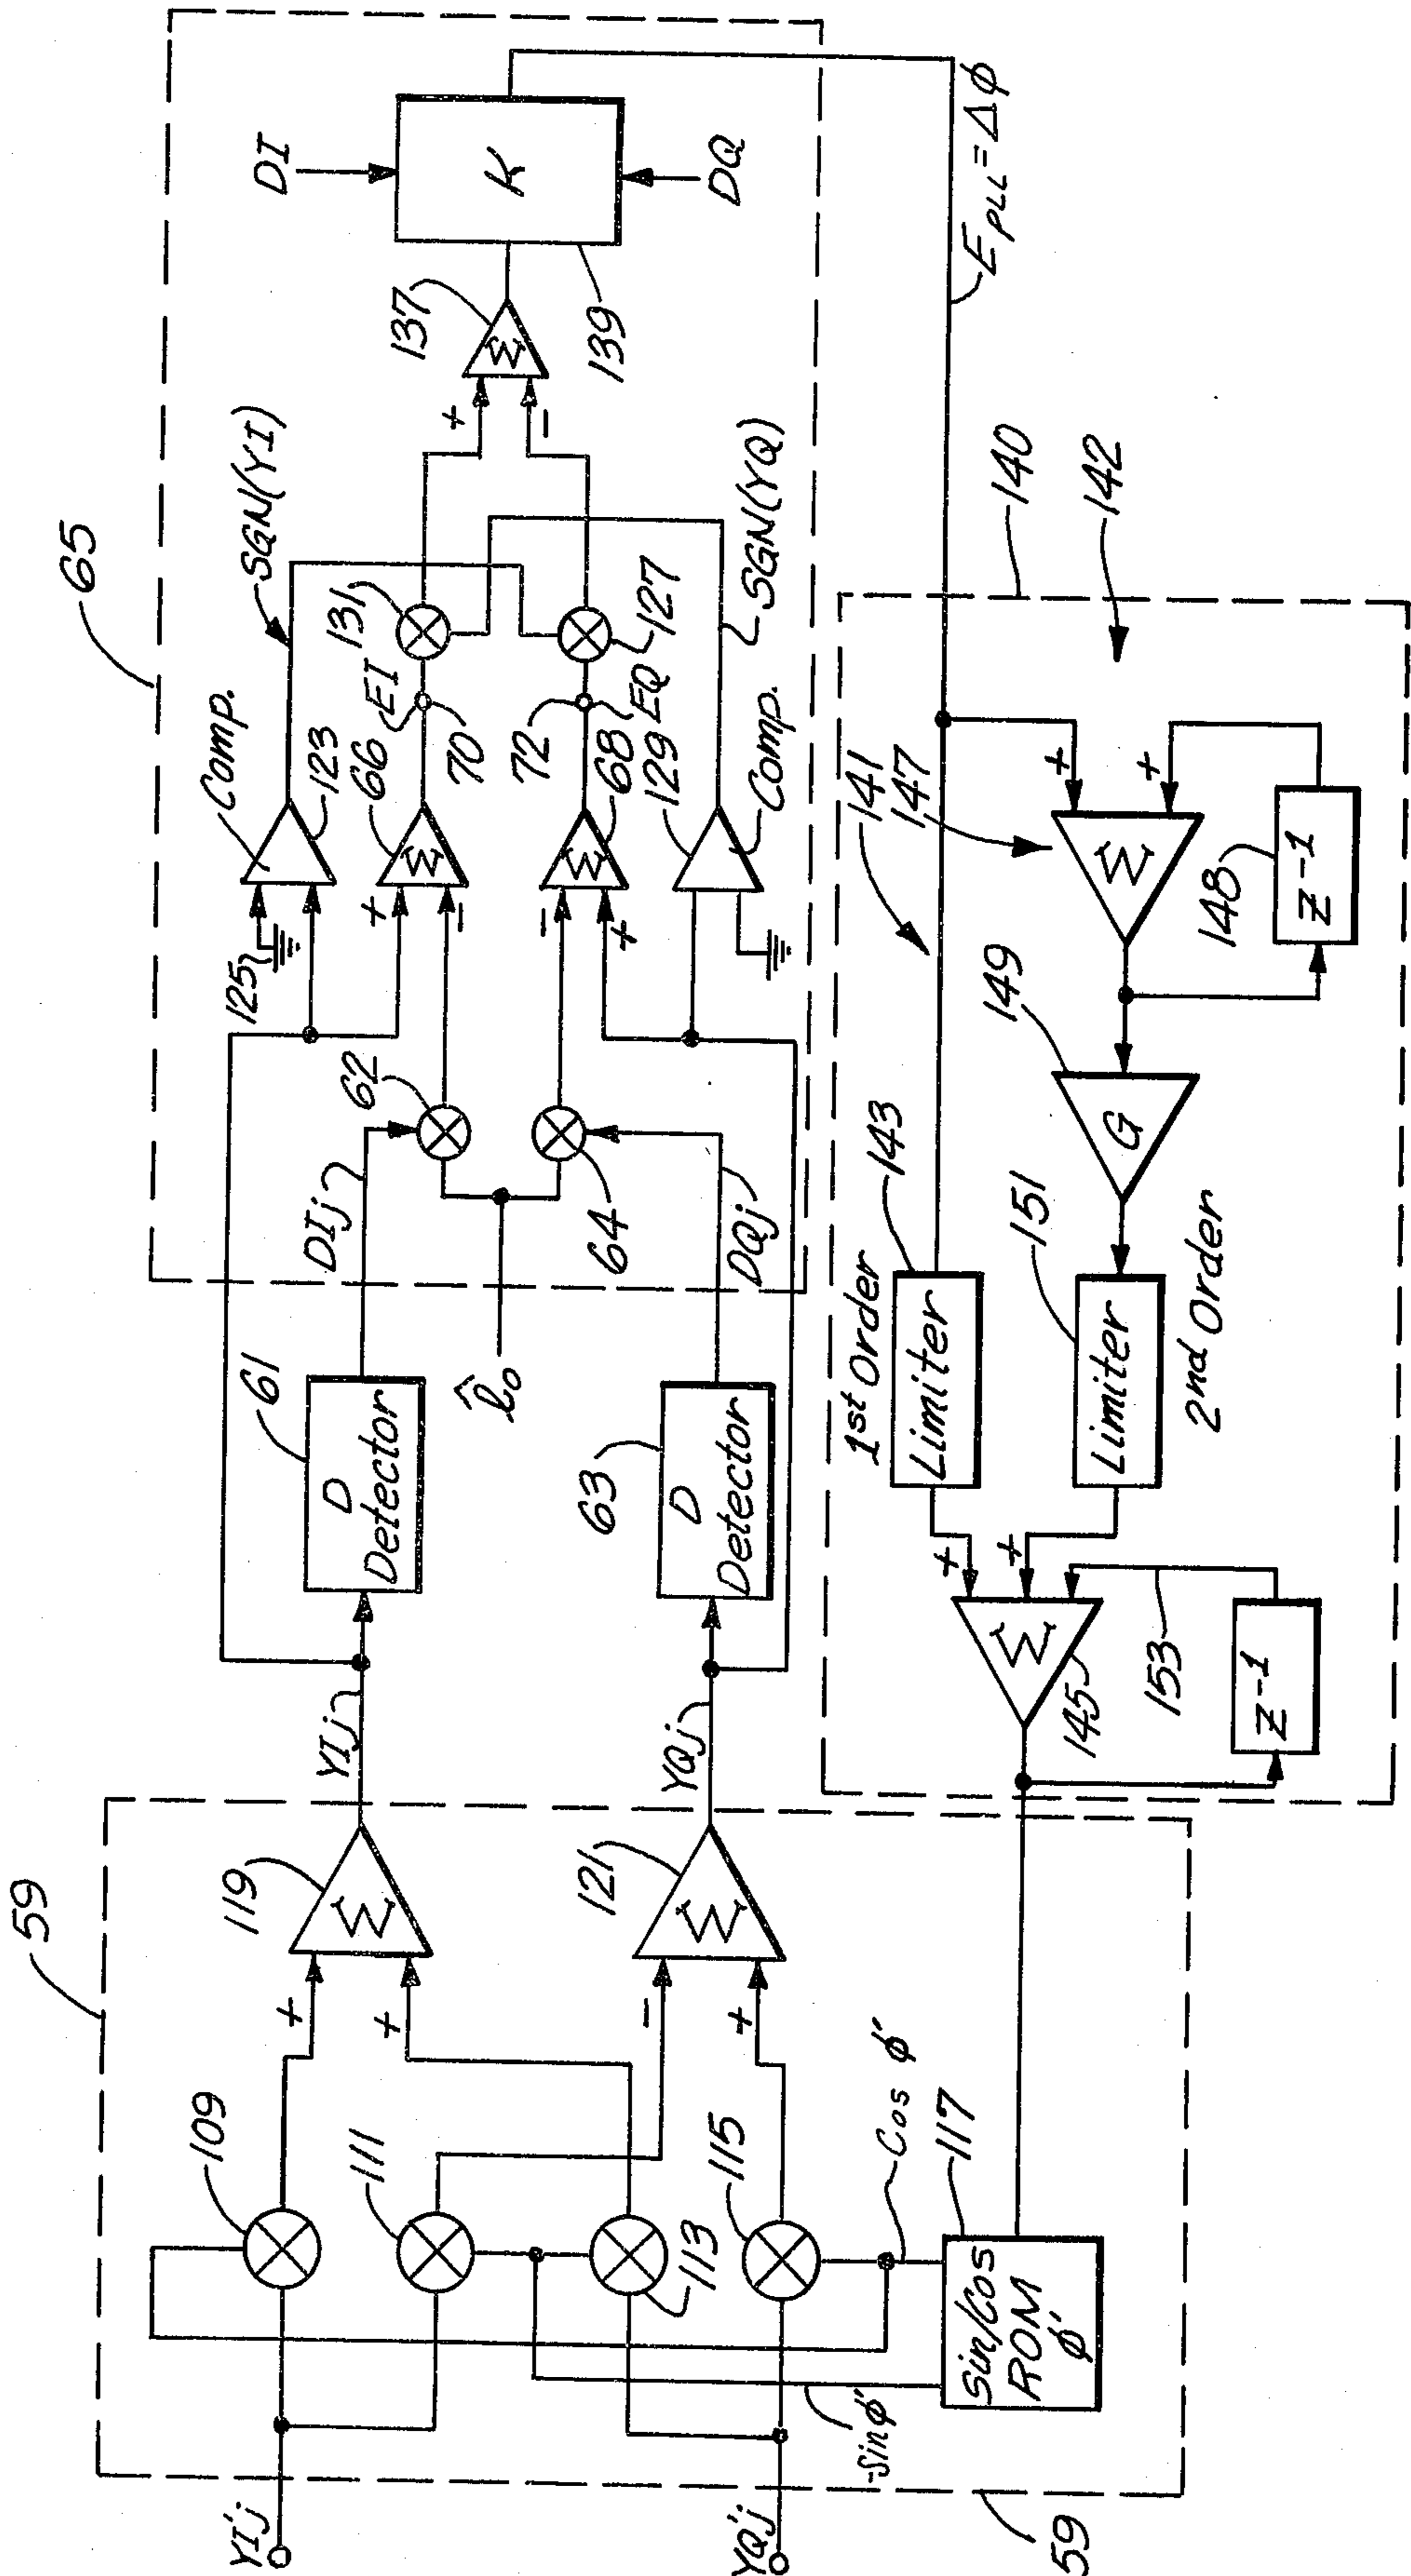 59
YI'j
YQ'j
109
111
113
115
-Sin φ'
Cos φ'
117
Sin/Cos
ROM
φ'
59
+
+
-
+
119
Σ
121
Σ
YIj
YQj
61
D
Detector
63
D
Detector
65
DIj
DQj
b̂o
62
64
125
Comp.
123
SGN(YI)
+
-
Σ
66
EI
70
131
-
+
Σ
68
72
EQ
127
129
Comp.
SGN(YQ)
+
-
Σ
137
DI
K
DQ
139
E PLL = Δφ
140
142
141
147
1st Order
143
Limiter
+
+
Σ
148
Z-1
149
G
151
Limiter
2nd Order
+
+
Σ
145
153
Z-1